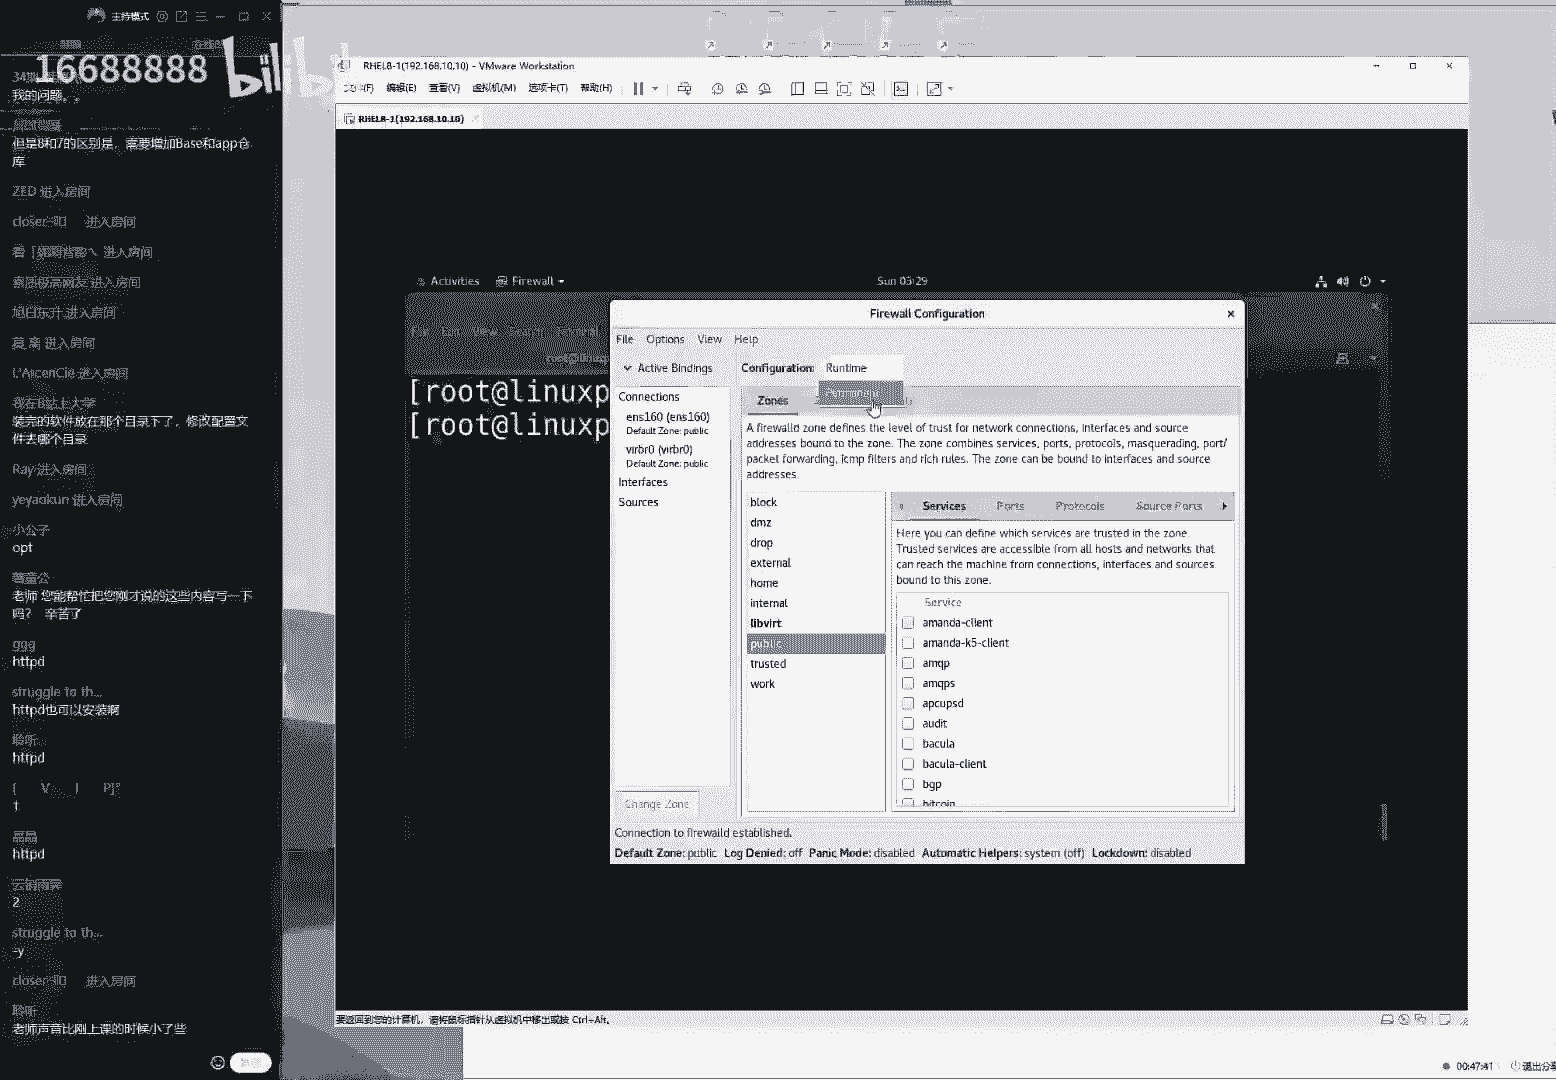 主持模式
16688888
bilibi
我的问题。。
但是8和7的区别是，需要增加Base和app仓
库
ZED 进入房间
进入房间
进入房间
进入房间
进入房间
进入房间
L'ArcenCiel 进入房间
我在B站上大学
装完的软件放在那个目录下了，修改配置文
件去哪个目录
Ray 进入房间
yeyaokun 进入房间
小公子
opt
老师 您能帮忙把您刚才说的这些内容写一下
吗？ 辛苦了
ggg
httpd
struggle to th...
httpd也可以安装啊
聆听
httpd
[ V I P]°
1
httpd
2
struggle to th...
-y
进入房间
聆听
老师声音比刚上课的时候小了些
RHEL8-1(192.168.10.10) - VMware Workstation
文件(F) 编辑(E) 查看(V) 虚拟机(M) 选项卡(T) 帮助(H)
RHEL8-1(192.168.10.10)
Activities Firewall Sun 03:29
[root@linuxp
[root@linuxp
Firewall Configuration
File Options View Help
Active Bindings
Configuration: Runtime
Permanent
Connections
ens160 (ens160)
Default Zone: public
virbr0 (virbr0)
Default Zone: public
Interfaces
Sources
Change Zone
Zones
A firewalld zone defines the level of trust for network connections, interfaces and source
addresses bound to the zone. The zone combines services, ports, protocols, masquerading, port/
packet forwarding, icmp filters and rich rules. The zone can be bound to interfaces and source
addresses.
block
dmz
drop
external
home
internal
libvirt
public
trusted
work
Services Ports Protocols Source Ports
Here you can define which services are trusted in the zone.
Trusted services are accessible from all hosts and networks that
can reach the machine from connections, interfaces and sources
bound to this zone.
Service
amanda-client
amanda-k5-client
amqp
amqps
apcupsd
audit
bacula
bacula-client
bgp
bitcoin
Connection to firewalld established.
Default Zone: public Log Denied: off Panic Mode: disabled Automatic Helpers: system (off) Lockdown: disabled
要返回到您的计算机，请将鼠标指针从虚拟机中移出或按 Ctrl+Alt。
00:47:41